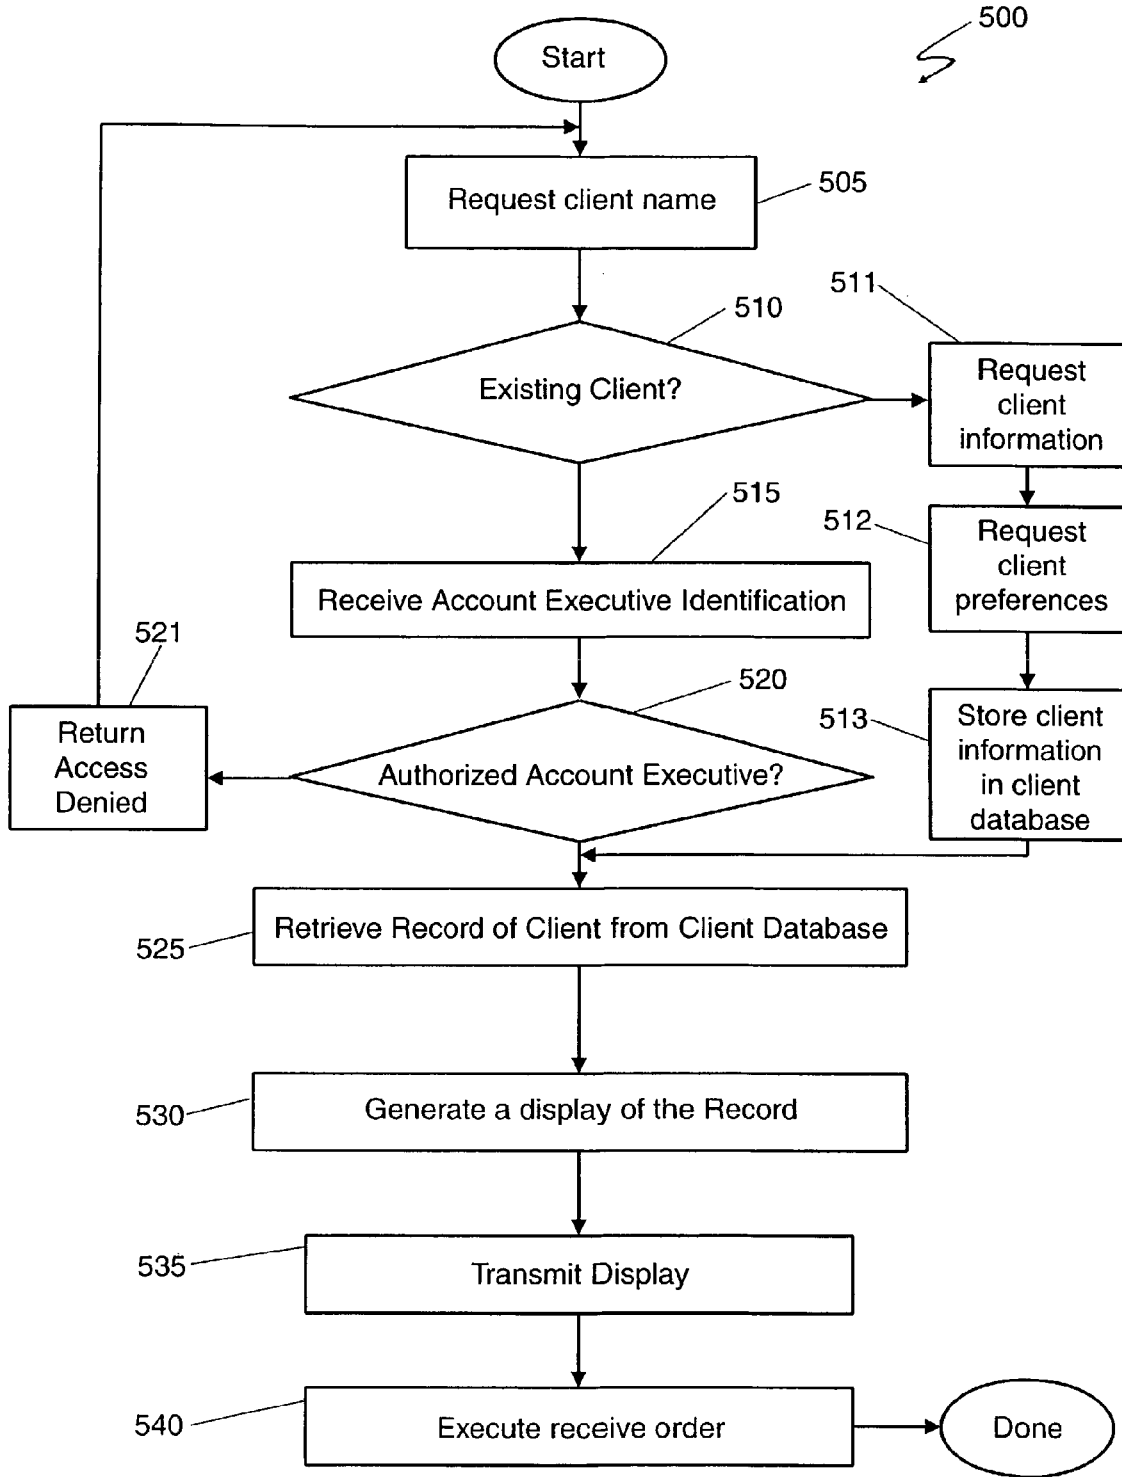 500
Start
Request client name
505
510
Existing Client?
511
Request
client
information
515
Receive Account Executive Identification
512
Request
client
preferences
521
Return
Access
Denied
520
Authorized Account Executive?
513
Store client
information
in client
database
525
Retrieve Record of Client from Client Database
530
Generate a display of the Record
535
Transmit Display
540
Execute receive order
Done